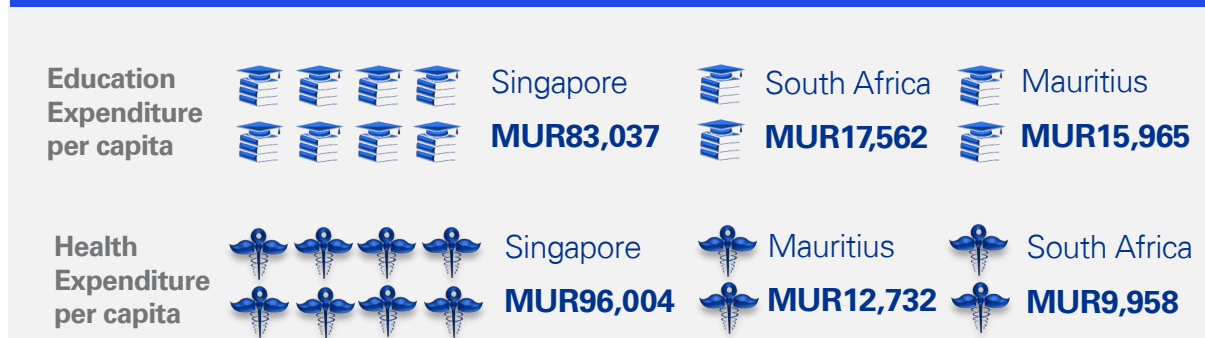 Education
Expenditure
per capita
Singapore
MUR83,037
South Africa
MUR17,562
Mauritius
MUR15,965
Health
Expenditure
per capita
Singapore
MUR96,004
Mauritius
MUR12,732
South Africa
MUR9,958